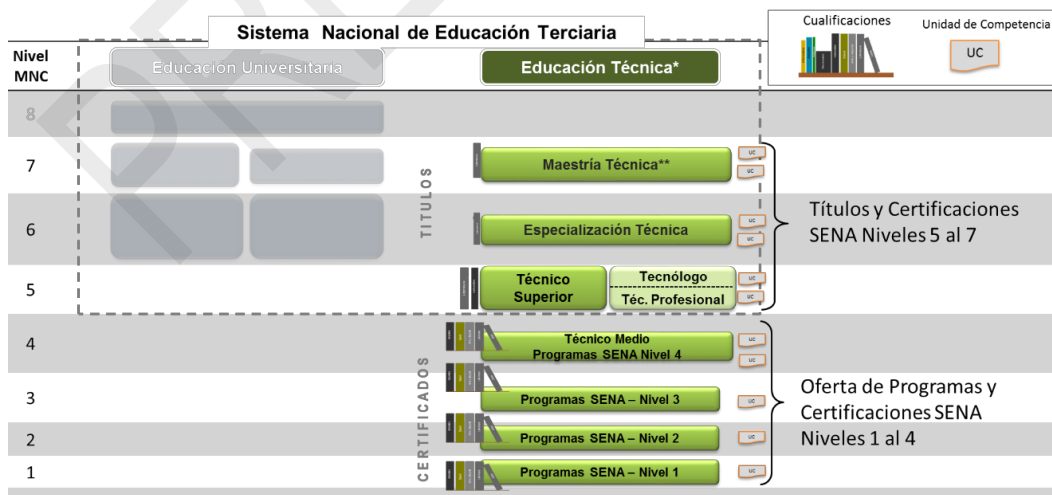 Sistema Nacional de Educación Terciaria
Cualificaciones
Unidad de Competencia
UC
Nivel
MNC
Educación Universitaria
Educación Técnica*
8
7
Maestría Técnica**
UC
UC
TITULOS
6
Especialización Técnica
UC
UC
Títulos y Certificaciones
SENA Niveles 5 al 7
5
Técnico
Superior
Tecnólogo
Téc. Profesional
UC
UC
4
Técnico Medio
Programas SENA Nivel 4
UC
UC
CERTIFICADOS
3
Programas SENA – Nivel 3
UC
Oferta de Programas y
Certificaciones SENA
Niveles 1 al 4
2
Programas SENA – Nivel 2
UC
1
Programas SENA – Nivel 1
UC